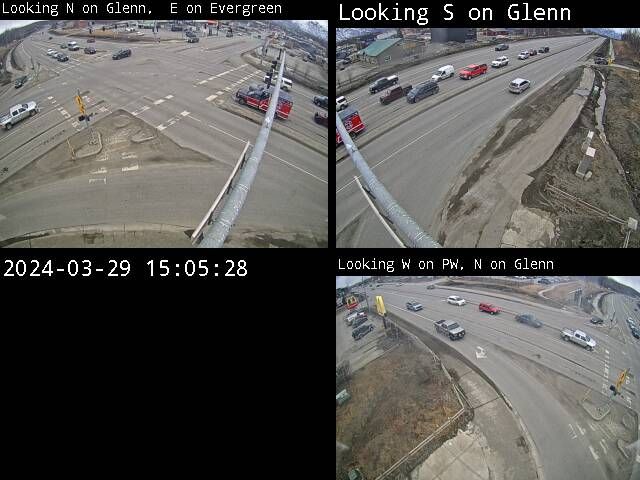 Looking N on Glenn, E on Evergreen
Looking S on Glenn
2024-03-29 15:05:28
Looking W on PW, N on Glenn